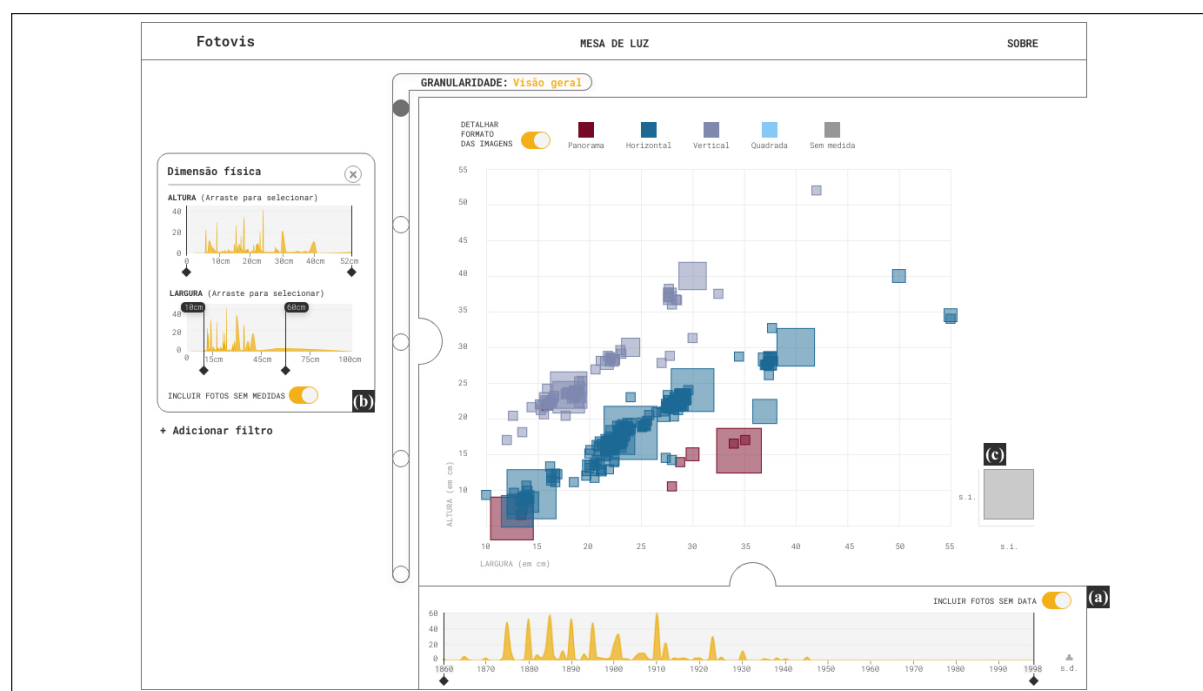 Fotovis
MESA DE LUZ
SOBRE
GRANULARIDADE: Visão geral
DETALHAR
FORMATO
DAS IMAGENS
Panorama
Horizontal
Vertical
Quadrada
Sem medida
Dimensão física
ALTURA (Arraste para selecionar)
40
20
0
0 10cm 20cm 30cm 40cm 52cm
LARGURA (Arraste para selecionar)
10cm 60cm
40
20
0
0 15cm 45cm 75cm 100cm
INCLUIR FOTOS SEM MEDIDAS
(b)
+ Adicionar filtro
55
50
45
40
35
30
25
20
15
10
ALTURA (em cm)
10 15 20 25 30 35 40 45 50 55
LARGURA (em cm)
(c)
s.i.
s.i.
INCLUIR FOTOS SEM DATA
(a)
60
40
20
0
1860 1870 1880 1890 1900 1910 1920 1930 1940 1950 1960 1970 1980 1990 1998
s.d.